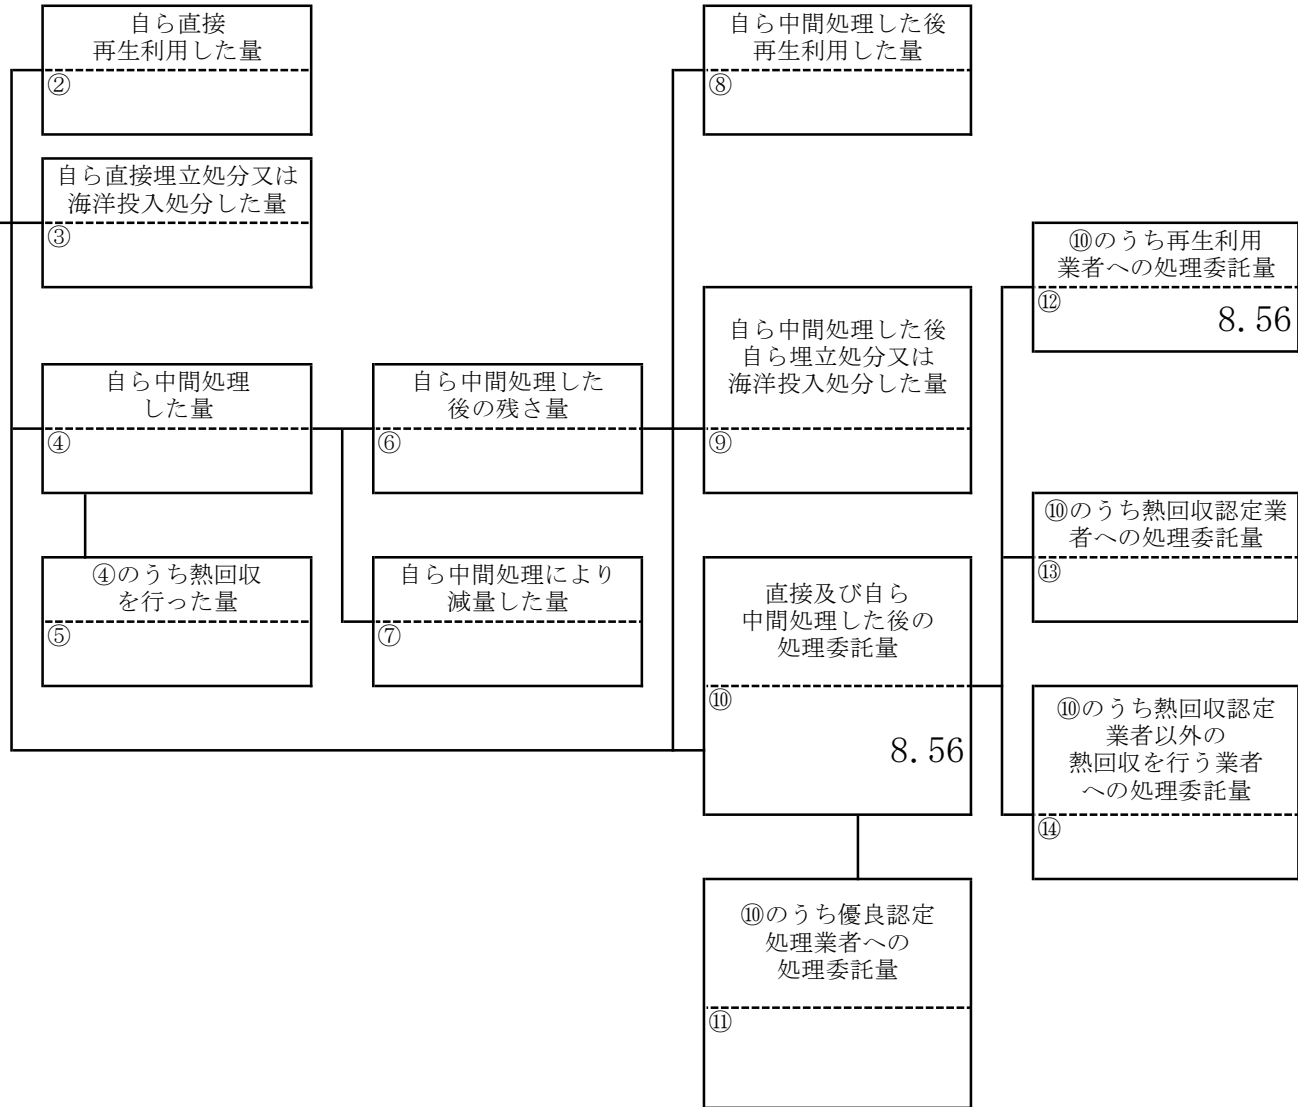 自ら直接
再生利用した量
②
自ら直接埋立処分又は
海洋投入処分した量
③
自ら中間処理
した量
④
④のうち熱回収
を行った量
⑤
自ら中間処理した
後の残さ量
⑥
自ら中間処理により
減量した量
⑦
自ら中間処理した後
再生利用した量
⑧
自ら中間処理した後
自ら埋立処分又は
海洋投入処分した量
⑨
直接及び自ら
中間処理した後の
処理委託量
⑩
8.56
⑩のうち優良認定
処理業者への
処理委託量
⑪
⑩のうち再生利用
業者への処理委託量
⑫
8.56
⑩のうち熱回収認定業
者への処理委託量
⑬
⑩のうち熱回収認定
業者以外の
熱回収を行う業者
への処理委託量
⑭